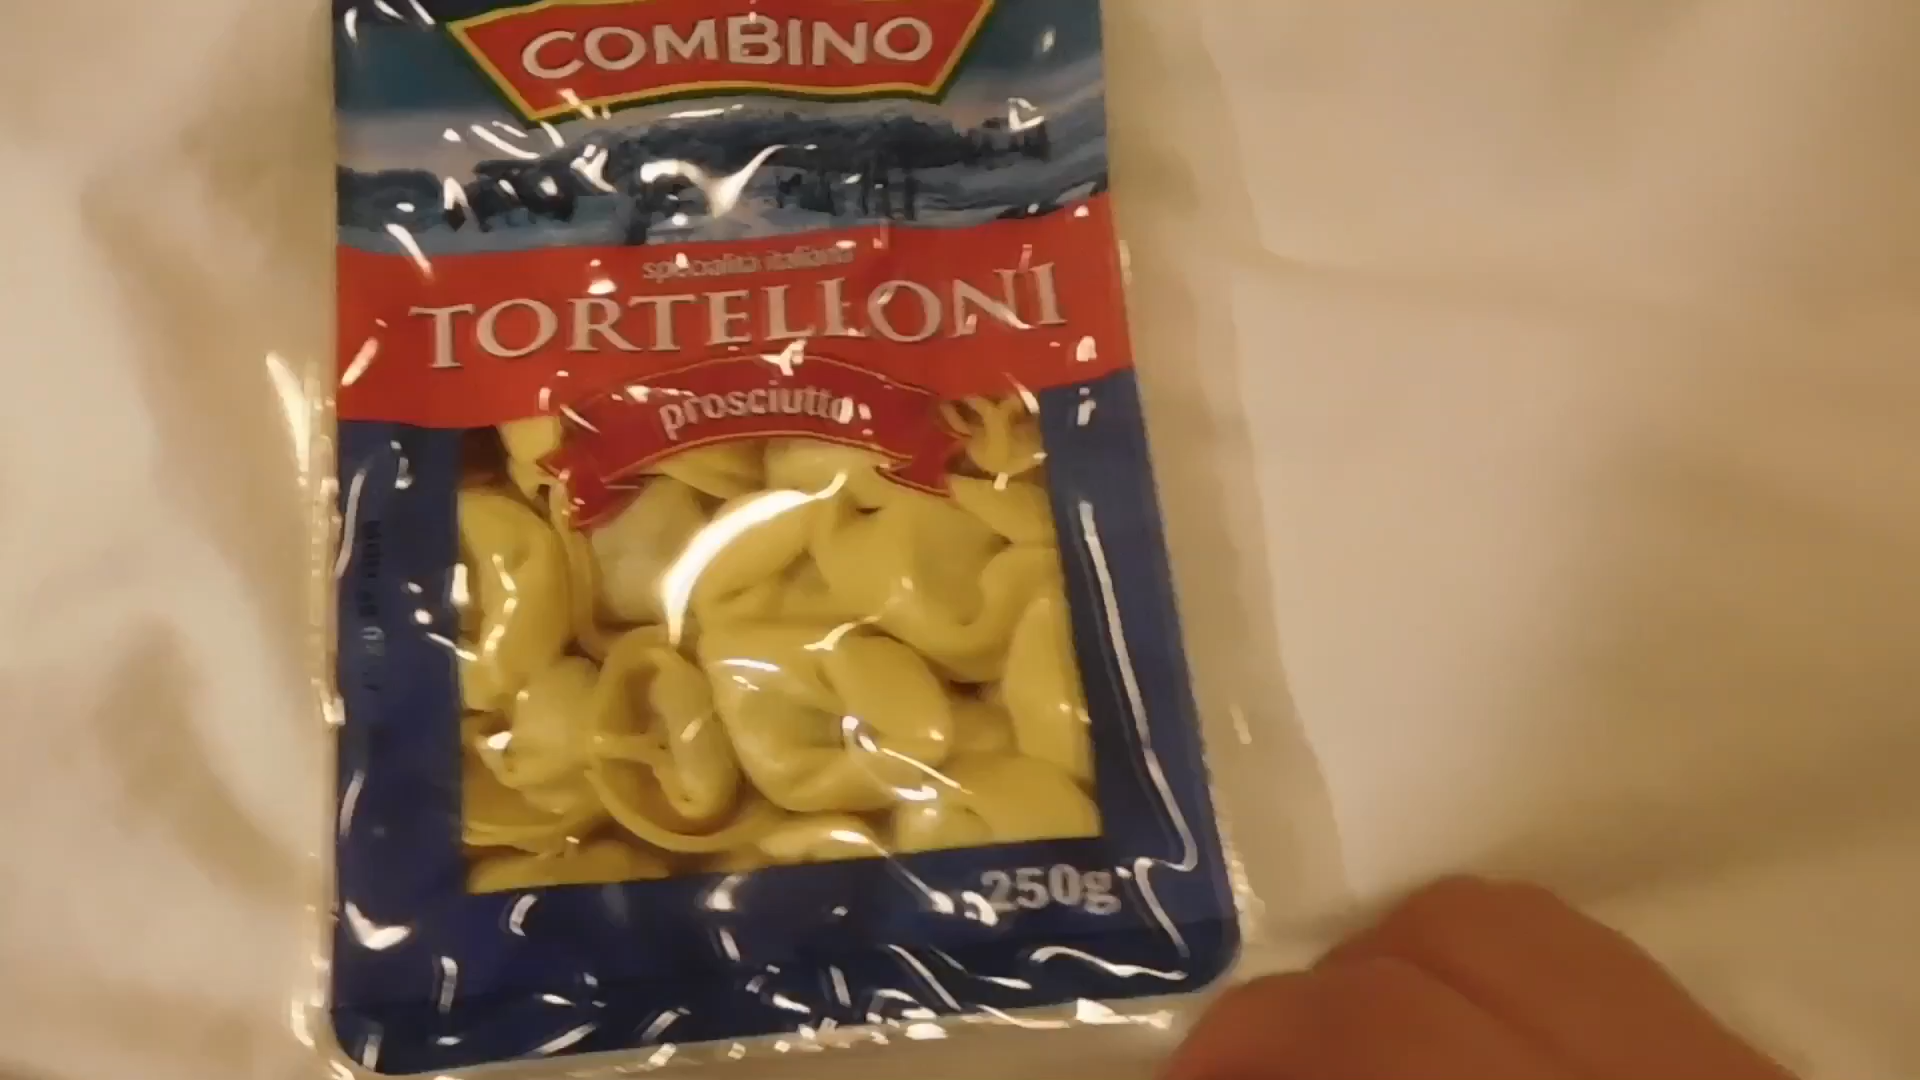 COMBINO
specialità italiana
TORTELLONI
prosciutto
250g